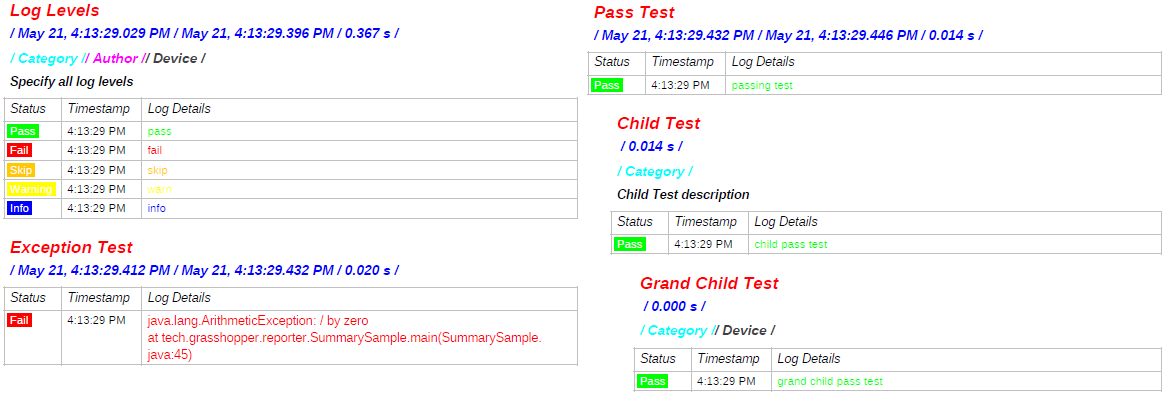 Log Levels
/ May 21, 4:13:29.029 PM / May 21, 4:13:29.396 PM / 0.367 s /
/ Category // Author // Device /
Specify all log levels
Status Timestamp Log Details
Pass 4:13:29 PM pass
Fail 4:13:29 PM fail
Skip 4:13:29 PM skip
Warning 4:13:29 PM warn
Info 4:13:29 PM info
Exception Test
/ May 21, 4:13:29.412 PM / May 21, 4:13:29.432 PM / 0.020 s /
Status Timestamp Log Details
Fail 4:13:29 PM java.lang.ArithmeticException: / by zero
at tech.grasshopper.reporter.SummarySample.main(SummarySample.
java:45)
Pass Test
/ May 21, 4:13:29.432 PM / May 21, 4:13:29.446 PM / 0.014 s /
Status Timestamp Log Details
Pass 4:13:29 PM passing test
Child Test
/ 0.014 s /
/ Category /
Child Test description
Status Timestamp Log Details
Pass 4:13:29 PM child pass test
Grand Child Test
/ 0.000 s /
/ Category // Device /
Status Timestamp Log Details
Pass 4:13:29 PM grand child pass test